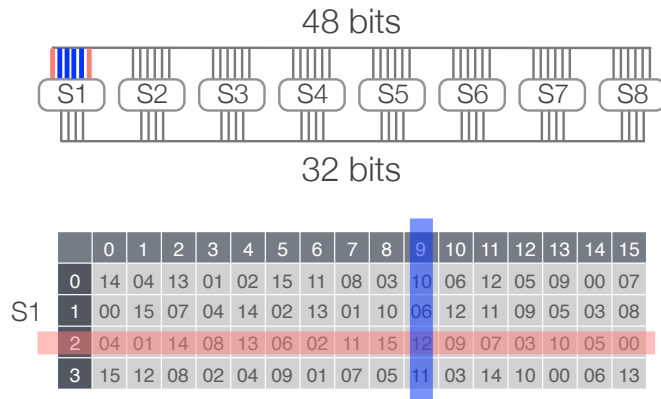 48 bits
S1 S2 S3 S4 S5 S6 S7 S8
32 bits
0 1 2 3 4 5 6 7 8 9 10 11 12 13 14 15
0 14 04 13 01 02 15 11 08 03 10 06 12 05 09 00 07
S1 1 00 15 07 04 14 02 13 01 10 06 12 11 09 05 03 08
2 04 01 14 08 13 06 02 11 15 12 09 07 03 10 05 00
3 15 12 08 02 04 09 01 07 05 11 03 14 10 00 06 13